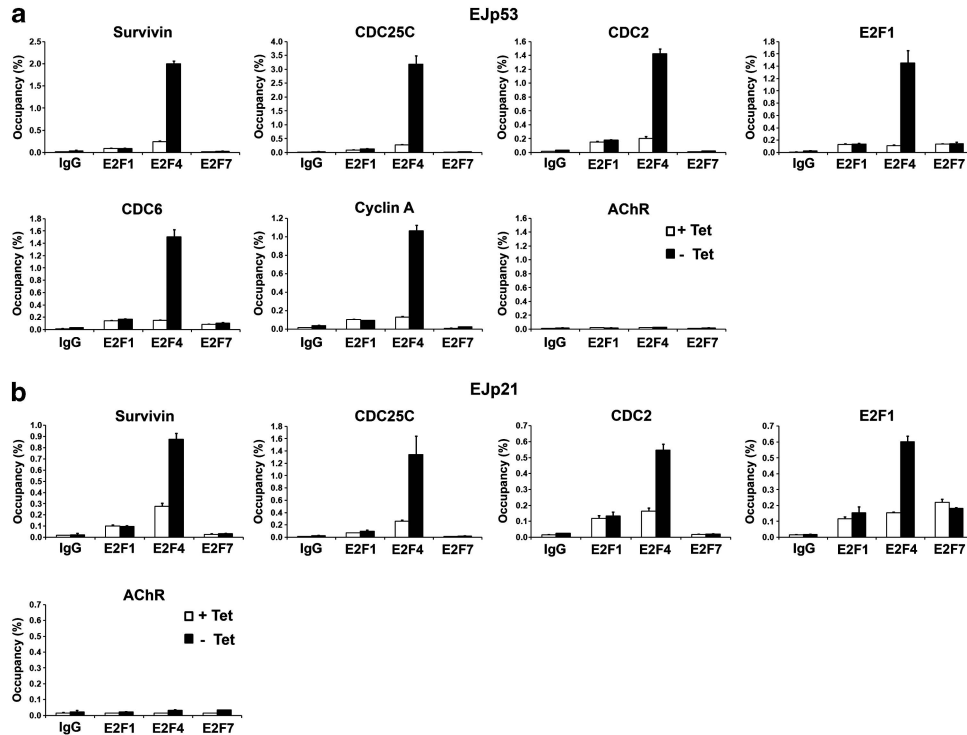 a
EJp53
Survivin
CDC25C
CDC2
E2F1
Occupancy (%)
2.5
2.0
1.5
1.0
0.5
0.0
IgG E2F1 E2F4 E2F7
Occupancy (%)
4.0
3.5
3.0
2.5
2.0
1.5
1.0
0.5
0.0
IgG E2F1 E2F4 E2F7
Occupancy (%)
1.6
1.4
1.2
1.0
0.8
0.6
0.4
0.2
0.0
IgG E2F1 E2F4 E2F7
Occupancy (%)
1.8
1.6
1.4
1.2
1.0
0.8
0.6
0.4
0.2
0.0
IgG E2F1 E2F4 E2F7
CDC6
Cyclin A
AChR
Occupancy (%)
1.8
1.6
1.4
1.2
1.0
0.8
0.6
0.4
0.2
0.0
IgG E2F1 E2F4 E2F7
Occupancy (%)
1.2
1.0
0.8
0.6
0.4
0.2
0.0
IgG E2F1 E2F4 E2F7
Occupancy (%)
1.6
1.4
1.2
1.0
0.8
0.6
0.4
0.2
0.0
IgG E2F1 E2F4 E2F7
+ Tet
- Tet
b
EJp21
Survivin
CDC25C
CDC2
E2F1
Occupancy (%)
1.0
0.9
0.8
0.7
0.6
0.5
0.4
0.3
0.2
0.1
0.0
IgG E2F1 E2F4 E2F7
Occupancy (%)
1.8
1.6
1.4
1.2
1.0
0.8
0.6
0.4
0.2
0.0
IgG E2F1 E2F4 E2F7
Occupancy (%)
0.7
0.6
0.5
0.4
0.3
0.2
0.1
0.0
IgG E2F1 E2F4 E2F7
Occupancy (%)
0.7
0.6
0.5
0.4
0.3
0.2
0.1
0.0
IgG E2F1 E2F4 E2F7
AChR
Occupancy (%)
0.7
0.6
0.5
0.4
0.3
0.2
0.1
0.0
IgG E2F1 E2F4 E2F7
+ Tet
- Tet